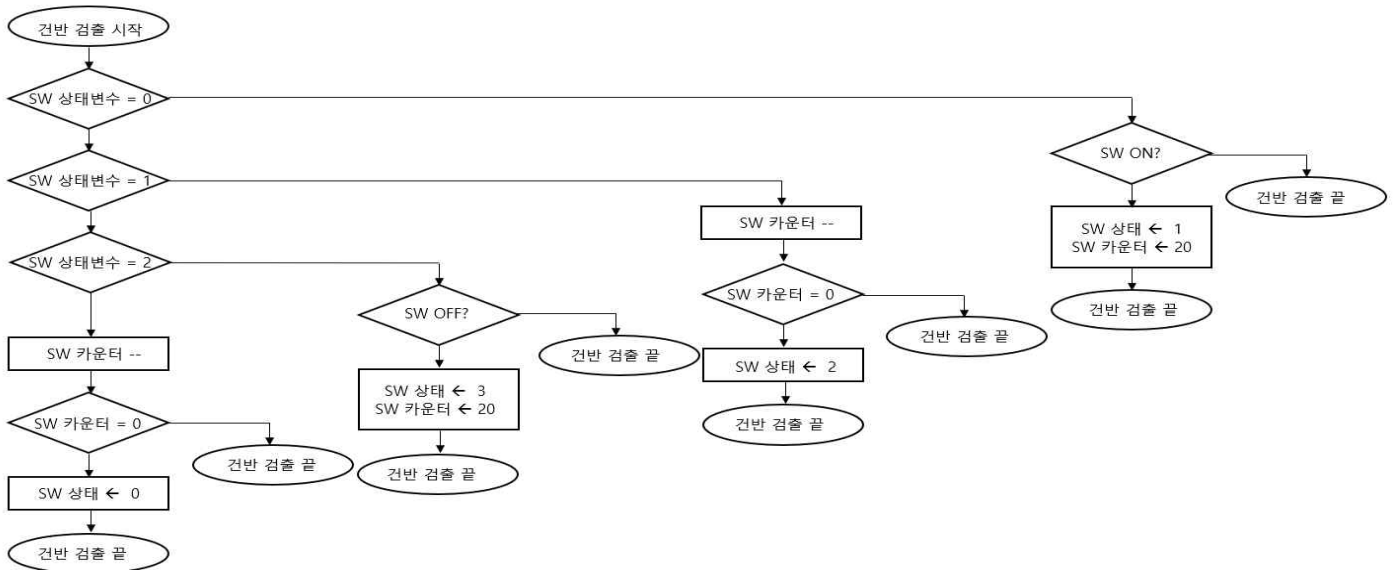 건반 검출 시작
SW 상태변수 = 0
SW 상태변수 = 1
SW 상태변수 = 2
SW 카운터 --
SW 카운터 = 0
건반 검출 끝
SW 상태 ← 0
건반 검출 끝
SW OFF?
건반 검출 끝
SW 상태 ← 3
SW 카운터 ← 20
건반 검출 끝
SW 카운터 --
SW 카운터 = 0
건반 검출 끝
SW 상태 ← 2
건반 검출 끝
SW ON?
건반 검출 끝
SW 상태 ← 1
SW 카운터 ← 20
건반 검출 끝